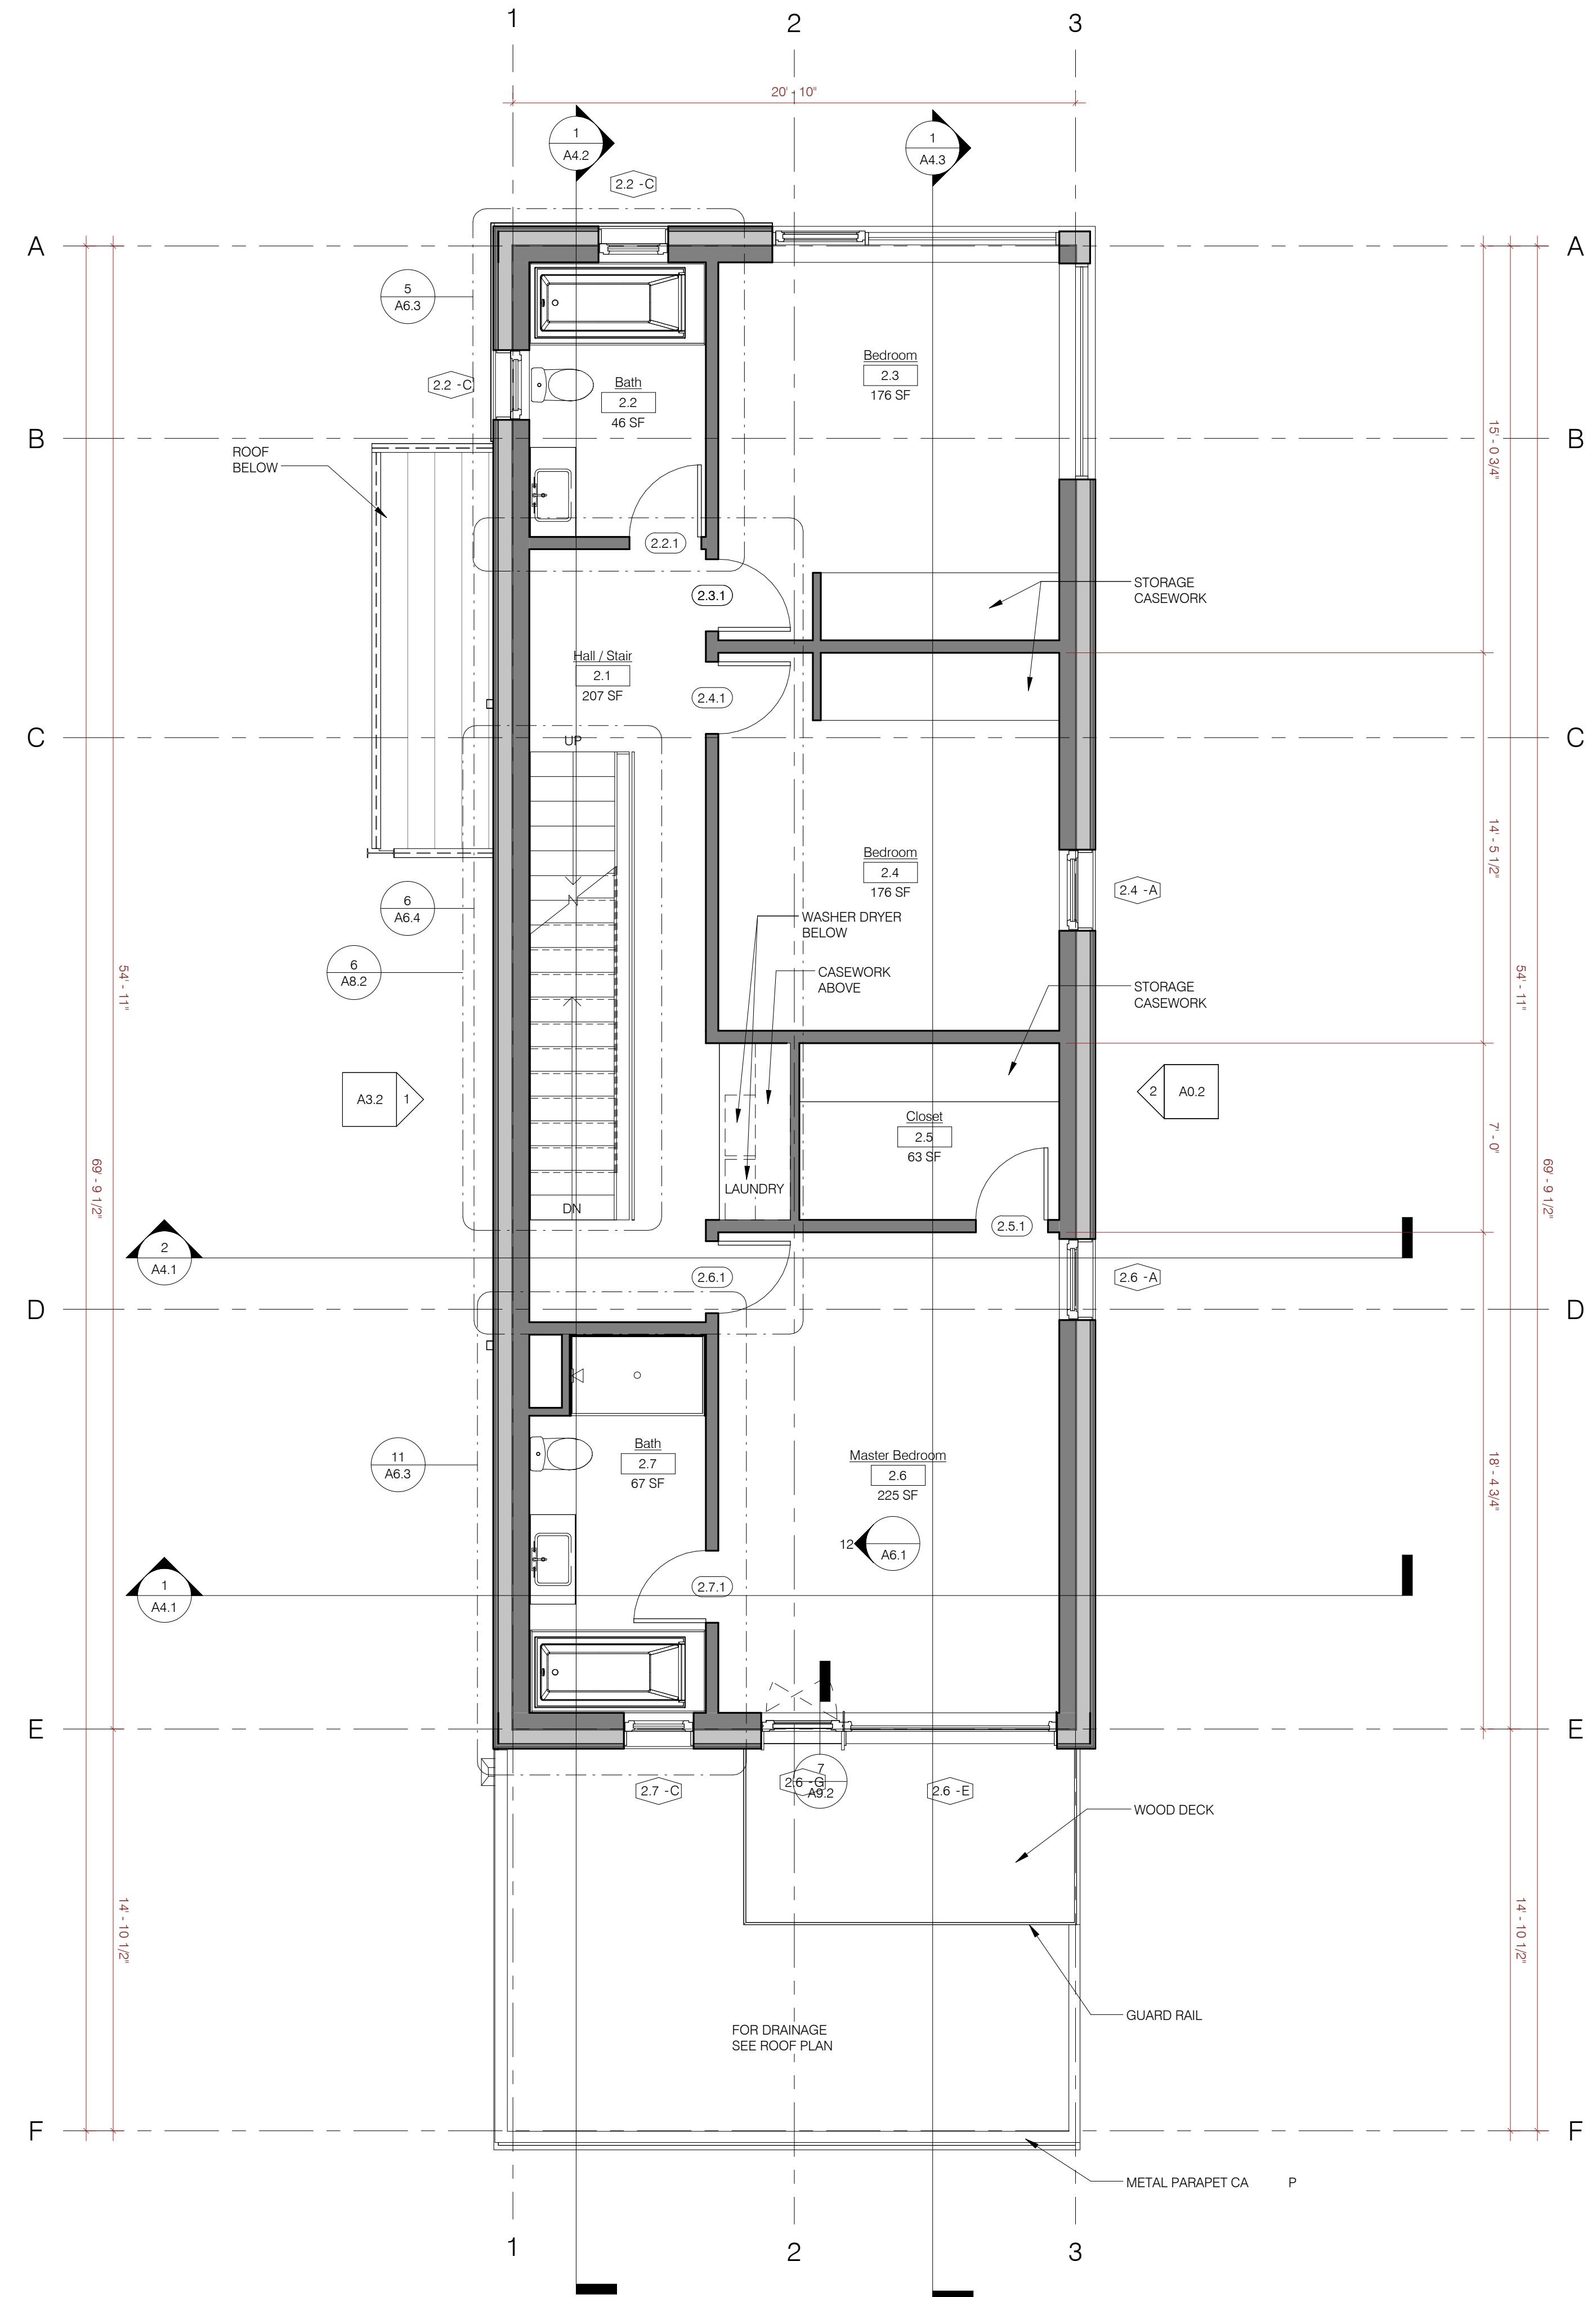 1
2
3
20' - 10"
1
A4.2
1
A4.3
2.2 -C
A
A
5
A6.3
Bedroom
2.3
176 SF
2.2 -C
Bath
2.2
46 SF
B
B
15' - 0 3/4"
ROOF
BELOW
2.2.1
STORAGE
CASEWORK
2.3.1
Hall / Stair
2.1
207 SF
2.4.1
C
C
UP
14' - 5 1/2"
Bedroom
2.4
176 SF
2.4 -A
6
A6.4
WASHER DRYER
BELOW
6
A8.2
CASEWORK
ABOVE
54' - 11"
54' - 11"
STORAGE
CASEWORK
A3.2
1
2
A0.2
Closet
2.5
63 SF
7' - 0"
69' - 9 1/2"
69' - 9 1/2"
LAUNDRY
DN
2.5.1
2
A4.1
2.6.1
2.6 -A
D
D
11
A6.3
Bath
2.7
67 SF
Master Bedroom
2.6
225 SF
18' - 4 3/4"
12
A6.1
1
A4.1
2.7.1
E
E
2.7 -C
2.6 -G
7
A9.2
2.6 -E
WOOD DECK
14' - 10 1/2"
14' - 10 1/2"
GUARD RAIL
FOR DRAINAGE
SEE ROOF PLAN
F
F
METAL PARAPET CA P
1
2
3